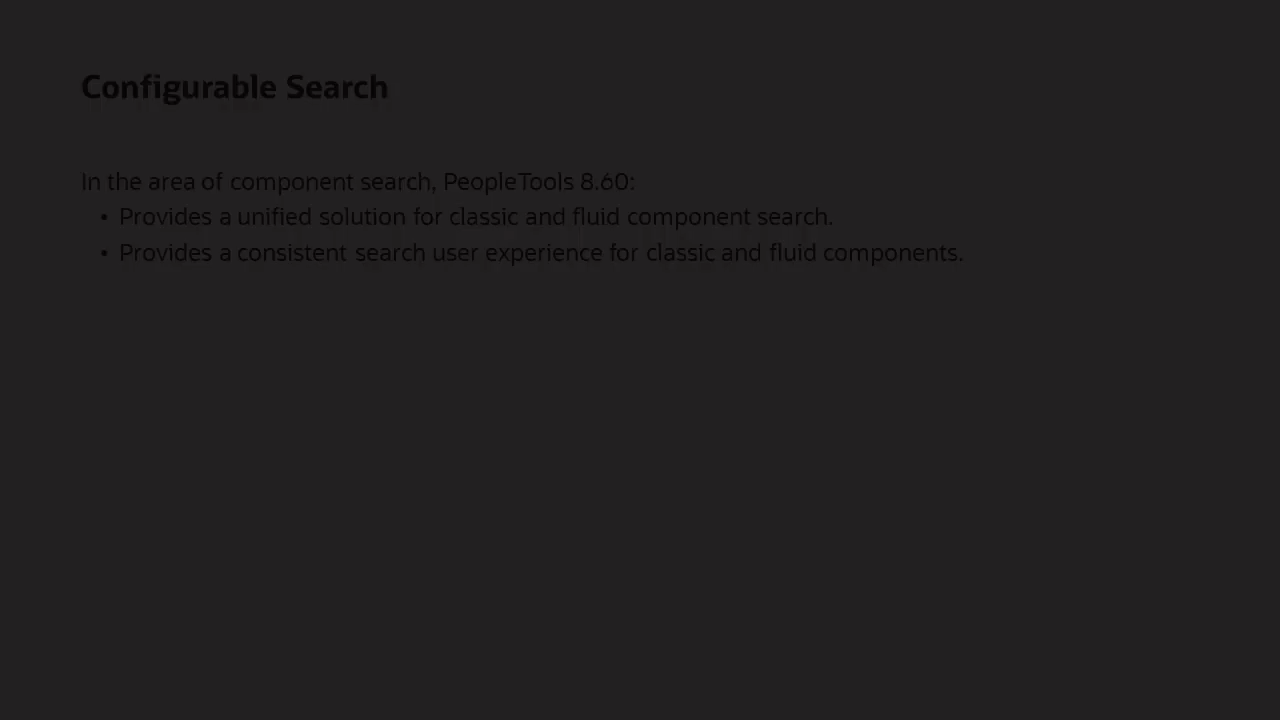 Configurable Search
In the area of component search, PeopleTools 8.60:
• Provides a unified solution for classic and fluid component search.
• Provides a consistent search user experience for classic and fluid components.